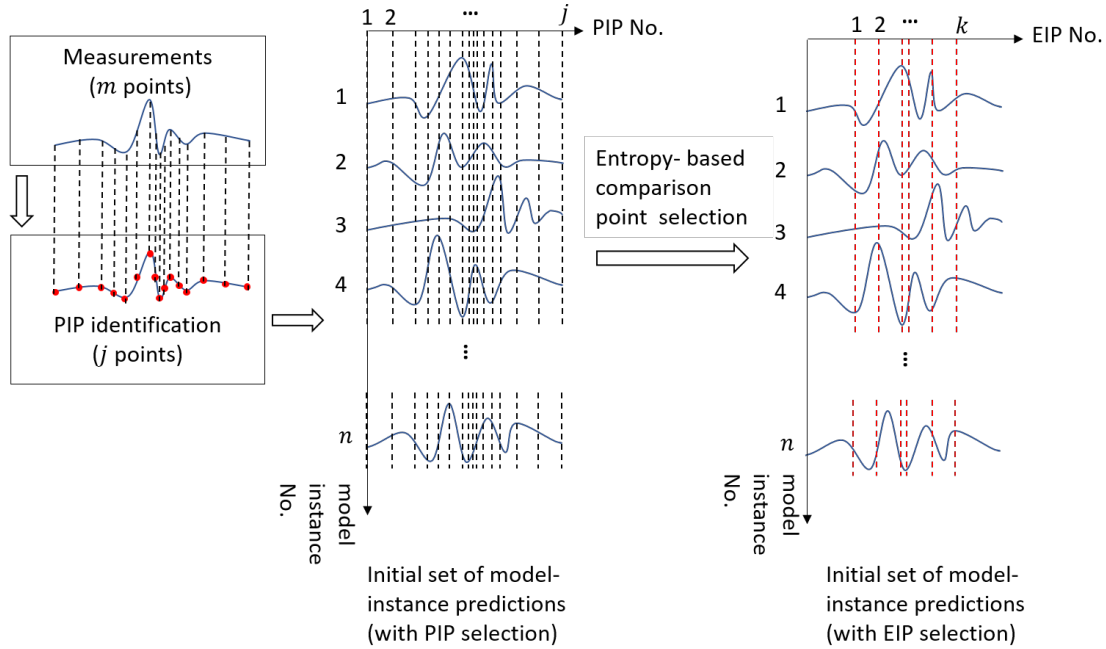 Measurements
(m points)
PIP identification
(j points)
1 2 ... j
PIP No.
1
2
3
4
...
n
model
instance
No.
Initial set of model-
instance predictions
(with PIP selection)
Entropy- based
comparison
point selection
1 2 ... k
EIP No.
1
2
3
4
...
n
model
instance
No.
Initial set of model-
instance predictions
(with EIP selection)